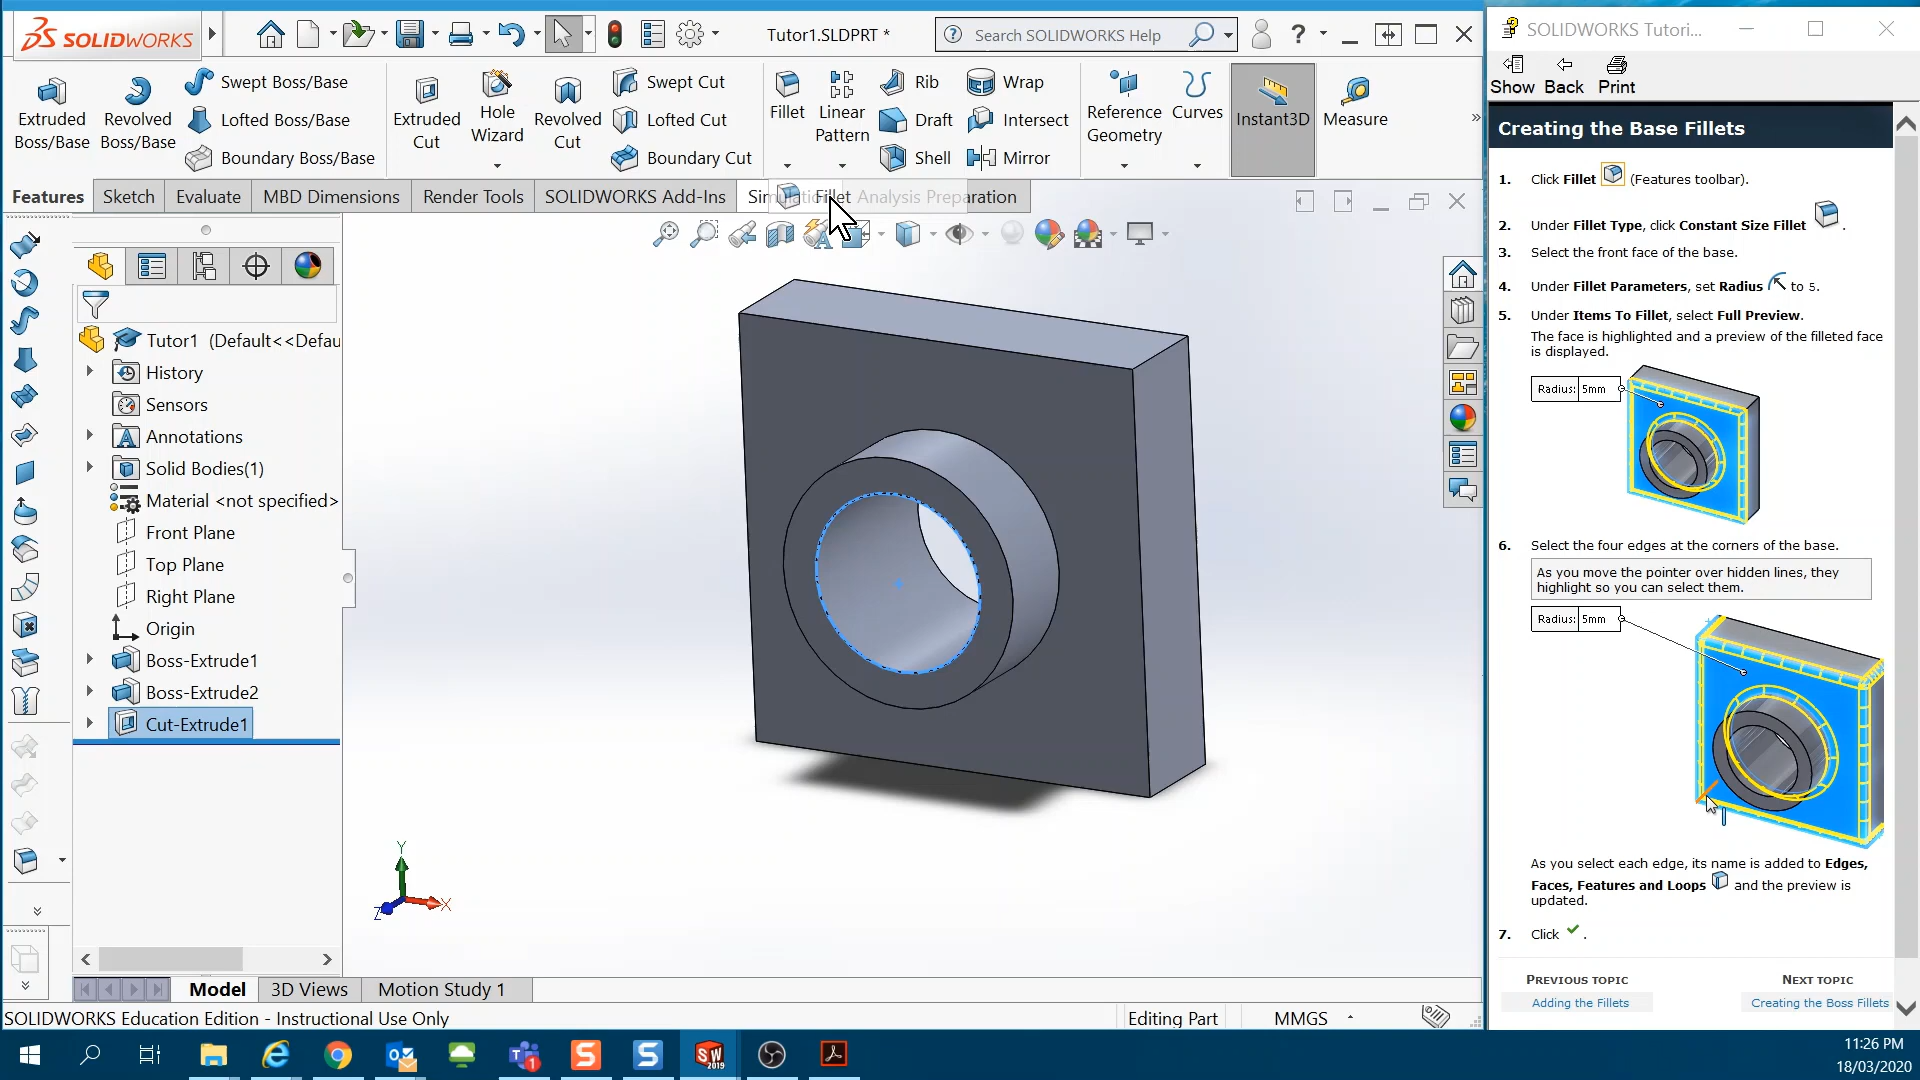 SOLIDWORKS
Tutor1.SLDPRT *
Search SOLIDWORKS Help
?
Extruded Boss/Base
Revolved Boss/Base
Swept Boss/Base
Lofted Boss/Base
Boundary Boss/Base
Extruded Cut
Hole Wizard
Revolved Cut
Swept Cut
Lofted Cut
Boundary Cut
Fillet
Linear Pattern
Rib
Draft
Shell
Wrap
Intersect
Mirror
Reference Geometry
Curves
Instant3D
Measure
Features
Sketch
Evaluate
MBD Dimensions
Render Tools
SOLIDWORKS Add-Ins
Fillet
Analysis Preparation
Tutor1 (Default<<Defau
History
Sensors
Annotations
Solid Bodies(1)
Material <not specified>
Front Plane
Top Plane
Right Plane
Origin
Boss-Extrude1
Boss-Extrude2
Cut-Extrude1
Y
X
Z
Model
3D Views
Motion Study 1
SOLIDWORKS Education Edition - Instructional Use Only
Editing Part
MMGS
SOLIDWORKS Tutori...
Show
Back
Print
Creating the Base Fillets
1. Click Fillet (Features toolbar).
2. Under Fillet Type, click Constant Size Fillet .
3. Select the front face of the base.
4. Under Fillet Parameters, set Radius to 5.
5. Under Items To Fillet, select Full Preview.
The face is highlighted and a preview of the filleted face
is displayed.
Radius: 5mm
6. Select the four edges at the corners of the base.
As you move the pointer over hidden lines, they
highlight so you can select them.
Radius: 5mm
As you select each edge, its name is added to Edges,
Faces, Features and Loops and the preview is
updated.
7. Click .
PREVIOUS TOPIC
Adding the Fillets
NEXT TOPIC
Creating the Boss Fillets
11:26 PM
18/03/2020